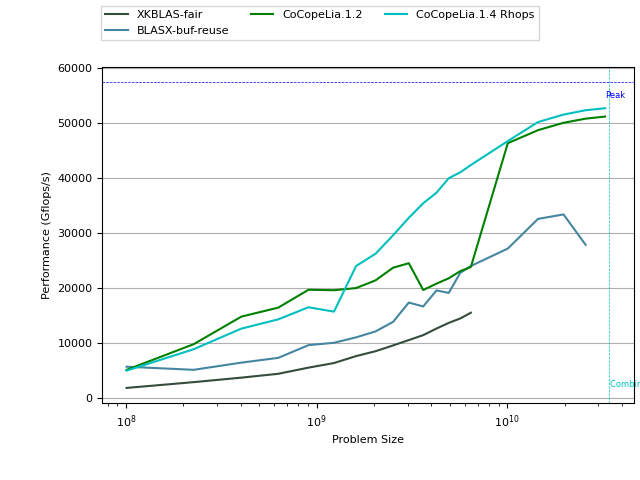 XKBLAS-fair
BLASX-buf-reuse
CoCopeLia.1.2
CoCopeLia.1.4 Rhops
60000
50000
40000
30000
20000
10000
0
Performance (Gflops/s)
Peak
10^8
10^9
10^10
Problem Size